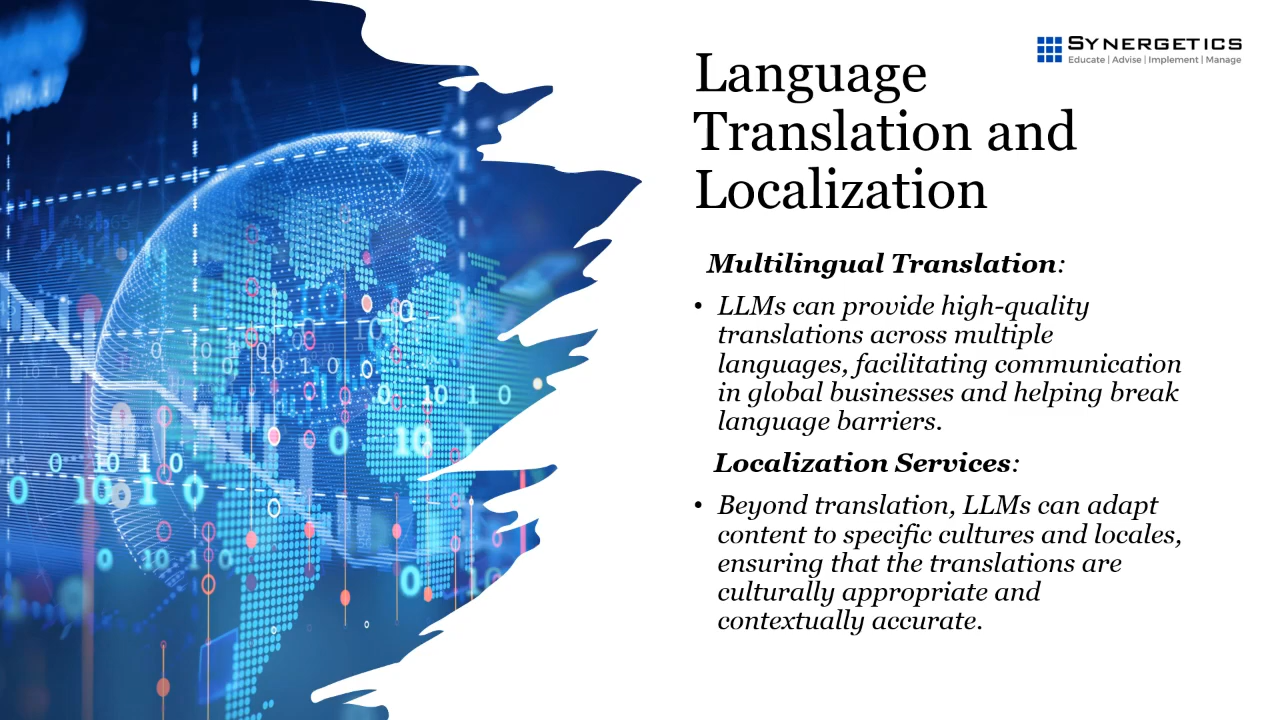 SYNERGETICS
Educate | Advise | Implement | Manage
Language
Translation and
Localization
Multilingual Translation:
• LLMs can provide high-quality
translations across multiple
languages, facilitating communication
in global businesses and helping break
language barriers.
Localization Services:
• Beyond translation, LLMs can adapt
content to specific cultures and locales,
ensuring that the translations are
culturally appropriate and
contextually accurate.